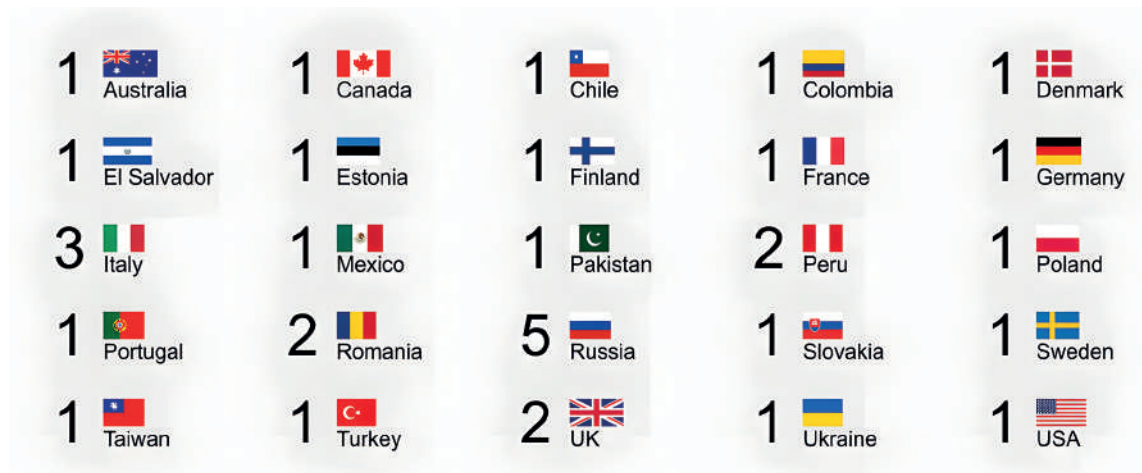 1 Australia
1 Canada
1 Chile
1 Colombia
1 Denmark
1 El Salvador
1 Estonia
1 Finland
1 France
1 Germany
3 Italy
1 Mexico
1 Pakistan
2 Peru
1 Poland
1 Portugal
2 Romania
5 Russia
1 Slovakia
1 Sweden
1 Taiwan
1 Turkey
2 UK
1 Ukraine
1 USA